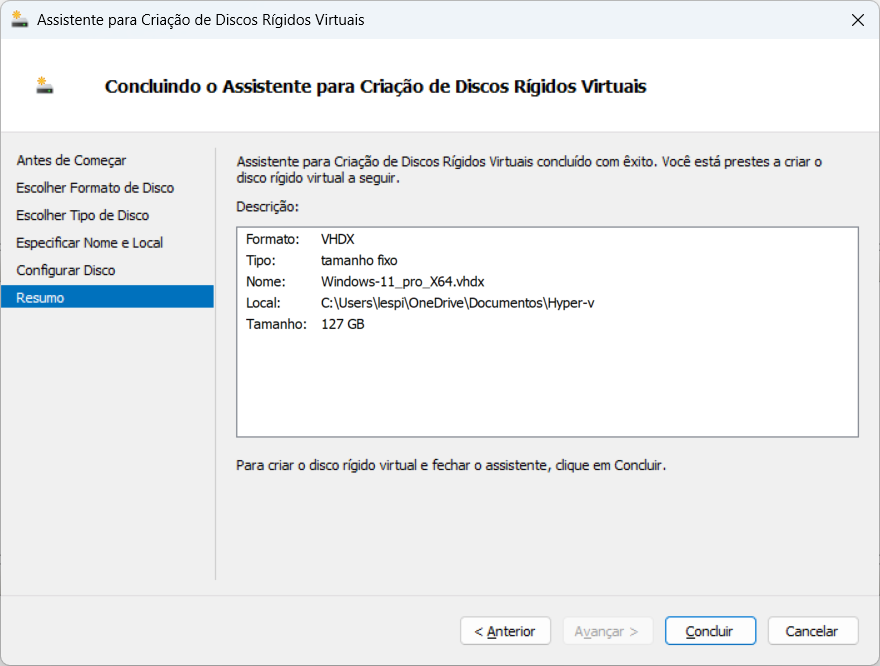 Assistente para Criação de Discos Rígidos Virtuais
Concluindo o Assistente para Criação de Discos Rígidos Virtuais
Antes de Começar
Escolher Formato de Disco
Escolher Tipo de Disco
Especificar Nome e Local
Configurar Disco
Resumo
Assistente para Criação de Discos Rígidos Virtuais concluído com êxito. Você está prestes a criar o
disco rígido virtual a seguir.
Descrição:
Formato: VHDX
Tipo: tamanho fixo
Nome: Windows-11_pro_X64.vhdx
Local: C:\Users\lespi\OneDrive\Documentos\Hyper-v
Tamanho: 127 GB
Para criar o disco rígido virtual e fechar o assistente, clique em Concluir.
< Anterior Avançar > Concluir Cancelar